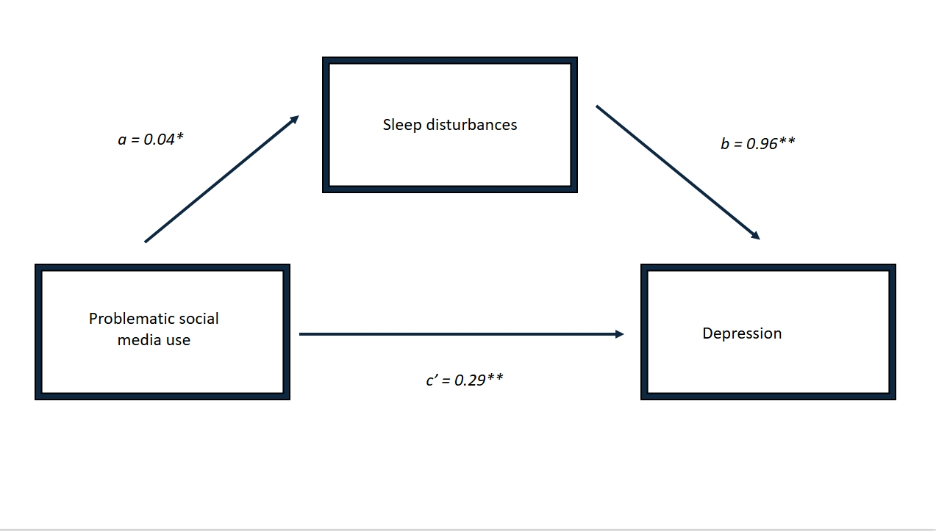 Sleep disturbances
a = 0.04*
b = 0.96**
Problematic social
media use
Depression
c’ = 0.29**